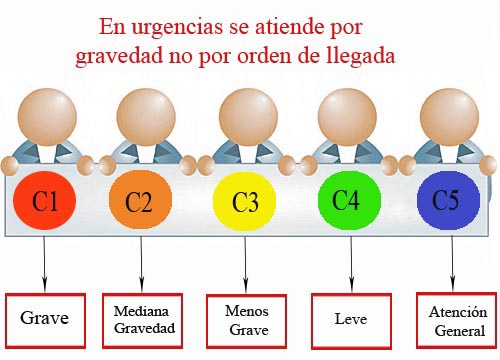 En urgencias se atiende por
gravedad no por orden de llegada
C1
C2
C3
C4
C5
Grave
Mediana
Gravedad
Menos
Grave
Leve
Atención
General